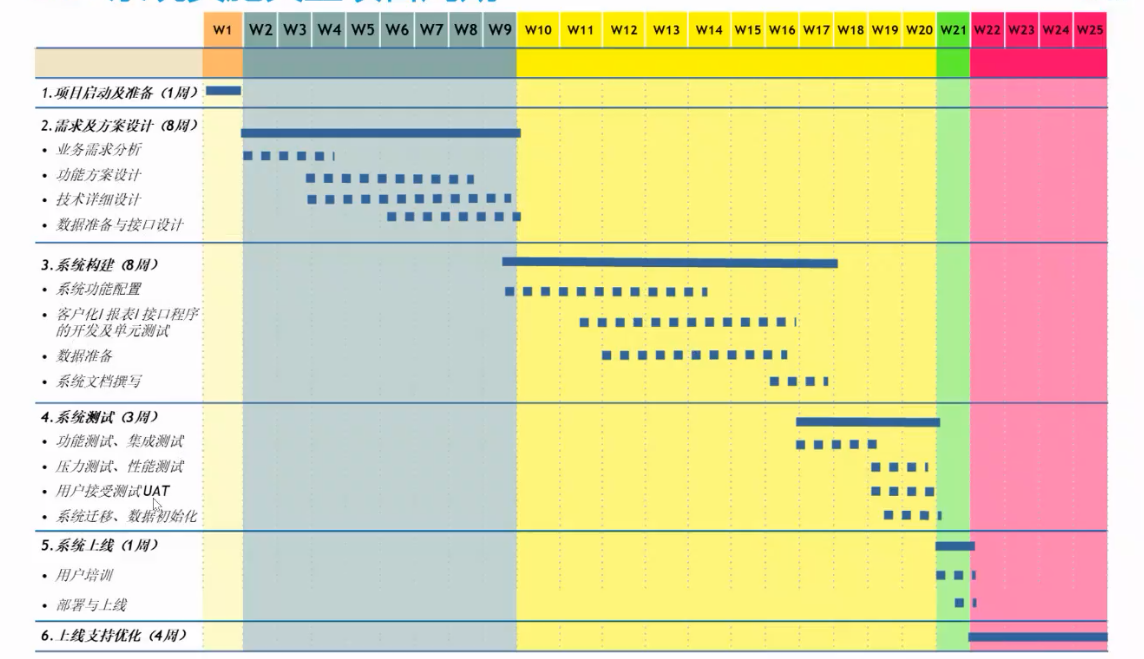 W1 W2 W3 W4 W5 W6 W7 W8 W9 W10 W11 W12 W13 W14 W15 W16 W17 W18 W19 W20 W21 W22 W23 W24 W25
1.项目启动及准备（1周）
2.需求及方案设计（8周）
• 业务需求分析
• 功能方案设计
• 技术详细设计
• 数据准备与接口设计
3.系统构建（8周）
• 系统功能配置
• 客户化/报表/接口程序
的开发及单元测试
• 数据准备
• 系统文档撰写
4.系统测试（3周）
• 功能测试、集成测试
• 压力测试、性能测试
• 用户接受测试UAT
• 系统迁移、数据初始化
5.系统上线（1周）
• 用户培训
• 部署与上线
6.上线支持优化（4周）